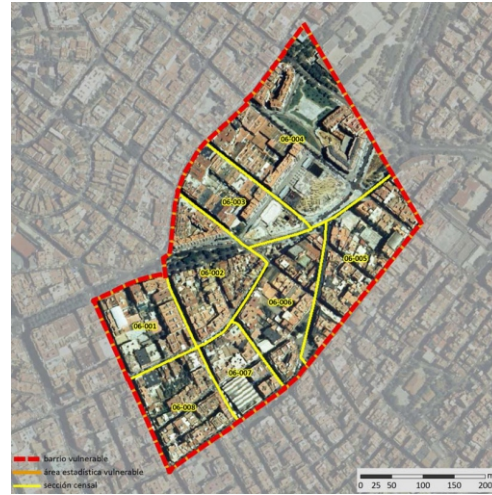 06-004
06-003
06-005
06-002
06-006
06-001
06-007
06-008
barrio vulnerable
área estadística vulnerable
sección censal
m
0 25 50 100 150 200